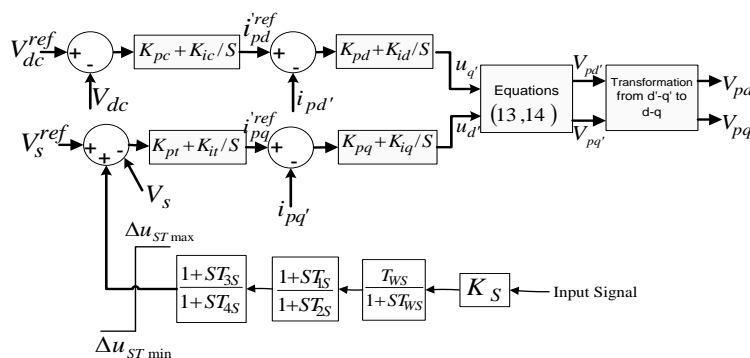 V_dc^ref
+
-
V_dc
K_pc + K_ic/S
i_pd'^'ref
+
-
i_pd'
K_pd + K_id/S
u_q'
Equations
(13,14)
V_pd'
V_pq'
Transformation
from d'-q' to
d-q
V_pd
V_pq
V_s^ref
+
+
-
V_s
K_pt + K_it/S
i_pq^'ref
+
-
i_pq'
K_pq + K_iq/S
u_d'
Δu_ST max
Δu_ST min
1+ST_3S
1+ST_4S
1+ST_1S
1+ST_2S
T_WS
1+ST_WS
K_S
Input Signal